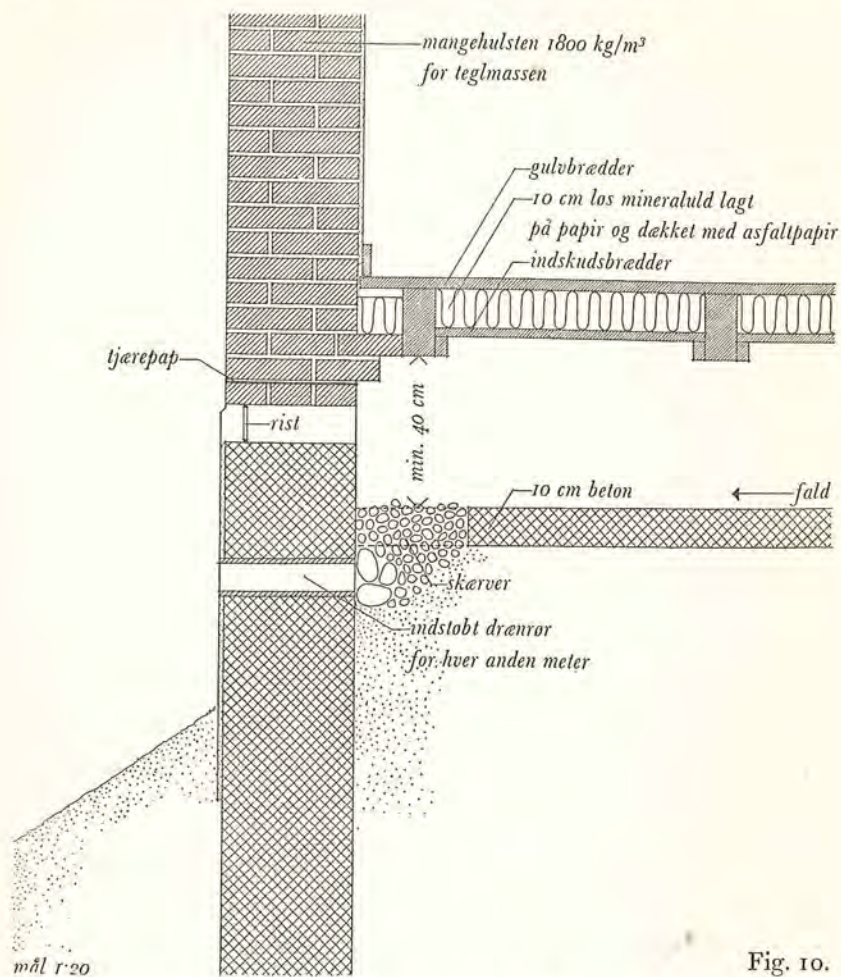 mangehulsten 1800 kg/m³
for teglmassen
gulvbrædder
10 cm løs mineraluld lagt
på papir og dækket med asfaltpapir
indskudsbrædder
tjærepap
rist
min. 40 cm
10 cm beton
fald
skærver
indstøbt drænrør
for hver anden meter
mål 1:20
Fig. 10.